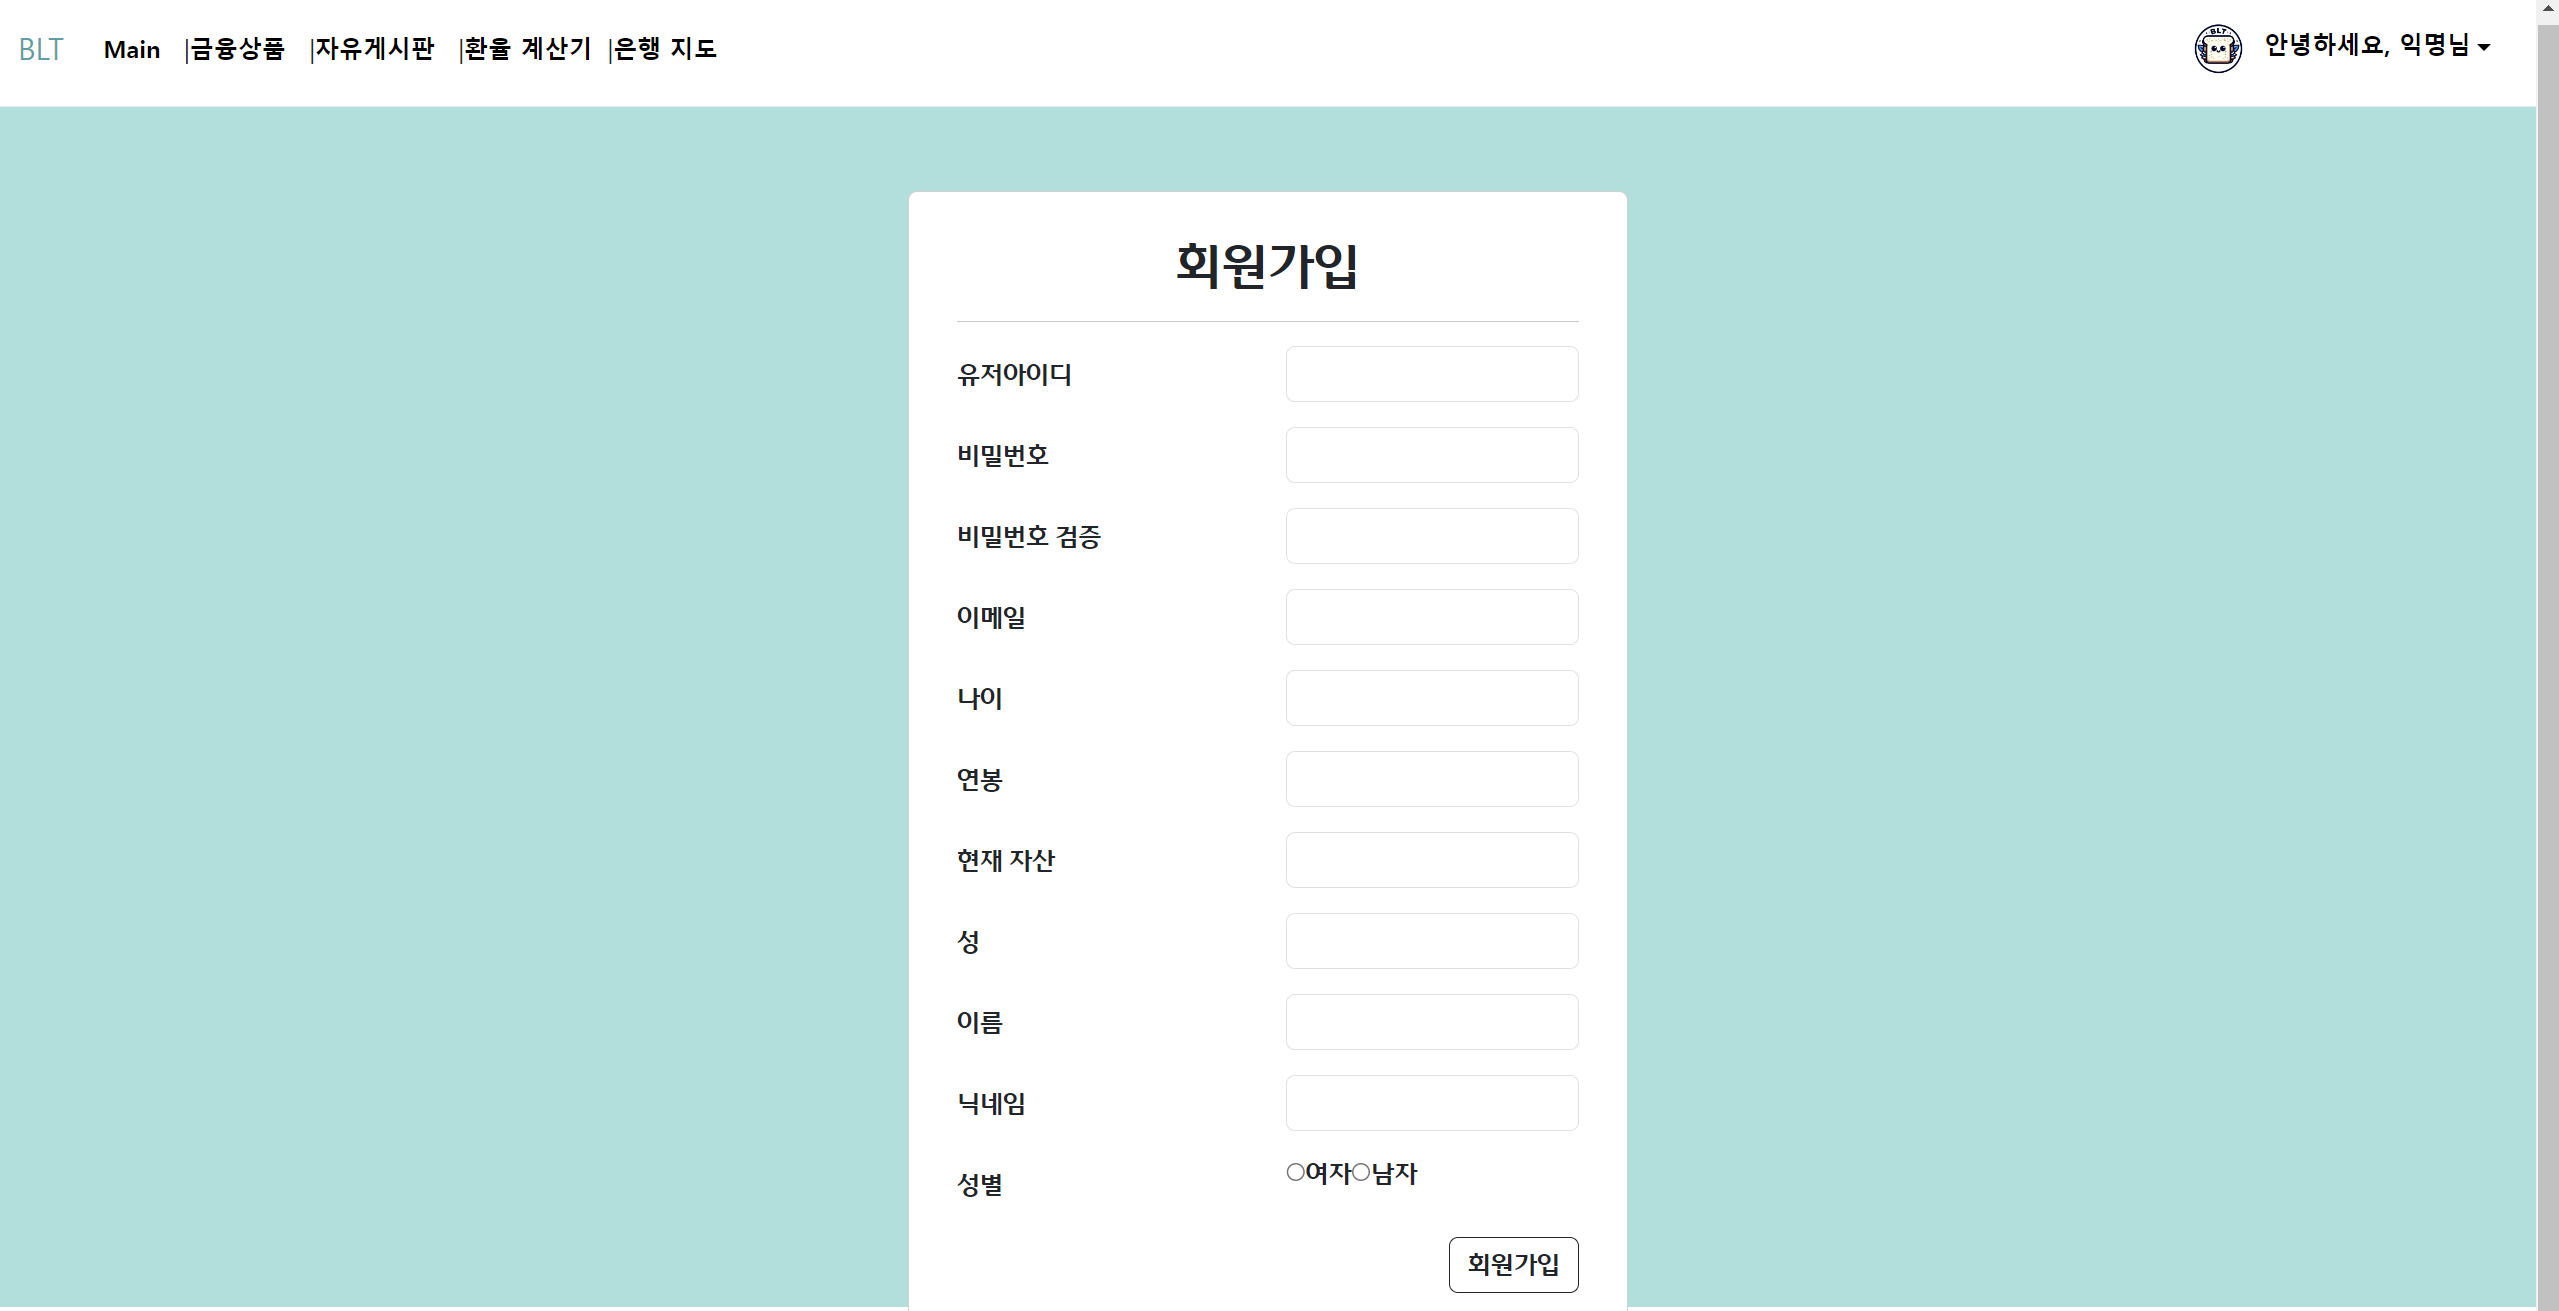 BLT Main |금융상품 |자유게시판 |환율 계산기 |은행 지도 BLT 안녕하세요, 익명님
회원가입
유저아이디
비밀번호
비밀번호 검증
이메일
나이
연봉
현재 자산
성
이름
닉네임
성별 여자 남자
회원가입